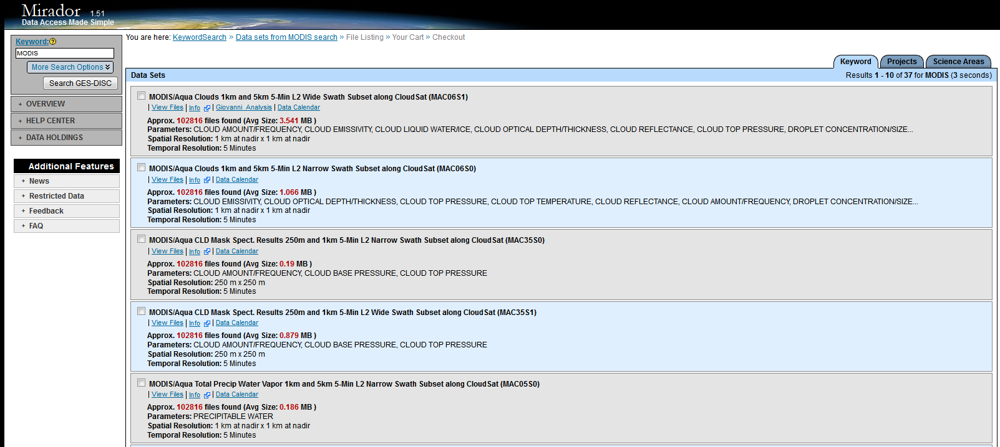 Mirador 1.51
Data Access Made Simple
Keyword:
MODIS
More Search Options
Search GES-DISC
+ OVERVIEW
+ HELP CENTER
+ DATA HOLDINGS
Additional Features
+ News
+ Restricted Data
+ Feedback
+ FAQ
You are here: KeywordSearch » Data sets from MODIS search » File Listing » Your Cart » Checkout
Keyword Projects Science Areas
Data Sets Results 1 - 10 of 37 for MODIS (3 seconds)
MODIS/Aqua Clouds 1km and 5km 5-Min L2 Wide Swath Subset along CloudSat (MAC06S1)
| View Files | Info | Giovanni Analysis | Data Calendar
Approx. 102816 files found (Avg Size: 3.541 MB )
Parameters: CLOUD AMOUNT/FREQUENCY, CLOUD EMISSIVITY, CLOUD LIQUID WATER/ICE, CLOUD OPTICAL DEPTH/THICKNESS, CLOUD REFLECTANCE, CLOUD TOP PRESSURE, DROPLET CONCENTRATION/SIZE...
Spatial Resolution: 1 km at nadir x 1 km at nadir
Temporal Resolution: 5 Minutes
MODIS/Aqua Clouds 1km and 5km 5-Min L2 Narrow Swath Subset along CloudSat (MAC06S0)
| View Files | Info | Data Calendar
Approx. 102816 files found (Avg Size: 1.066 MB )
Parameters: CLOUD EMISSIVITY, CLOUD OPTICAL DEPTH/THICKNESS, CLOUD TOP PRESSURE, CLOUD TOP TEMPERATURE, CLOUD REFLECTANCE, CLOUD AMOUNT/FREQUENCY, DROPLET CONCENTRATION/SIZE...
Spatial Resolution: 1 km at nadir x 1 km at nadir
Temporal Resolution: 5 Minutes
MODIS/Aqua CLD Mask Spect. Results 250m and 1km 5-Min L2 Narrow Swath Subset along CloudSat (MAC35S0)
| View Files | Info | Data Calendar
Approx. 102816 files found (Avg Size: 0.19 MB )
Parameters: CLOUD AMOUNT/FREQUENCY, CLOUD BASE PRESSURE, CLOUD TOP PRESSURE
Spatial Resolution: 250 m x 250 m
Temporal Resolution: 5 Minutes
MODIS/Aqua CLD Mask Spect. Results 250m and 1km 5-Min L2 Wide Swath Subset along CloudSat (MAC35S1)
| View Files | Info | Data Calendar
Approx. 102816 files found (Avg Size: 0.879 MB )
Parameters: CLOUD AMOUNT/FREQUENCY, CLOUD BASE PRESSURE, CLOUD TOP PRESSURE
Spatial Resolution: 250 m x 250 m
Temporal Resolution: 5 Minutes
MODIS/Aqua Total Precip Water Vapor 1km and 5km 5-Min L2 Narrow Swath Subset along CloudSat (MAC05S0)
| View Files | Info | Data Calendar
Approx. 102816 files found (Avg Size: 0.186 MB )
Parameters: PRECIPITABLE WATER
Spatial Resolution: 1 km at nadir x 1 km at nadir
Temporal Resolution: 5 Minutes